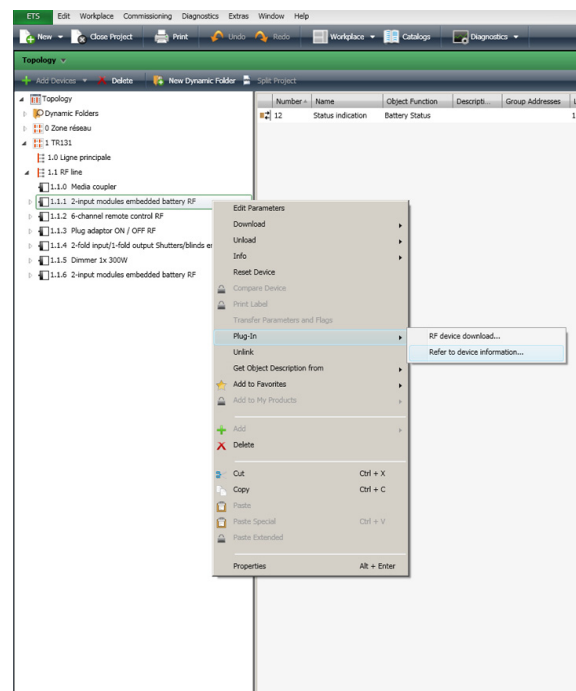 ETS Edit Workplace Commissioning Diagnostics Extras Window Help
New Close Project Print Undo Redo Workplace Catalogs Diagnostics
Topology
Add Devices Delete New Dynamic Folder Split Project
Topology
Dynamic Folders
0 Zone réseau
1 TR131
1.0 Ligne principale
1.1 RF line
1.1.0 Media coupler
1.1.1 2-input modules embedded battery RF
1.1.2 6-channel remote control RF
1.1.3 Plug adaptor ON / OFF RF
1.1.4 2-fold input/1-fold output Shutters/blinds
1.1.5 Dimmer 1x 300W
1.1.6 2-input modules embedded battery RF
Number Name Object Function Descripti... Group Addresses
12 Status indication Battery Status
Edit Parameters
Download
Unload
Info
Reset Device
Compare Device
Print Label
Transfer Parameters and Flags
Plug-In
Unlink
Get Object Description from
Add to Favorites
Add to My Products
Add
Delete
Cut Ctrl + X
Copy Ctrl + C
Paste
Paste Special Ctrl + V
Paste Extended
Properties Alt + Enter
RF device download...
Refer to device information...